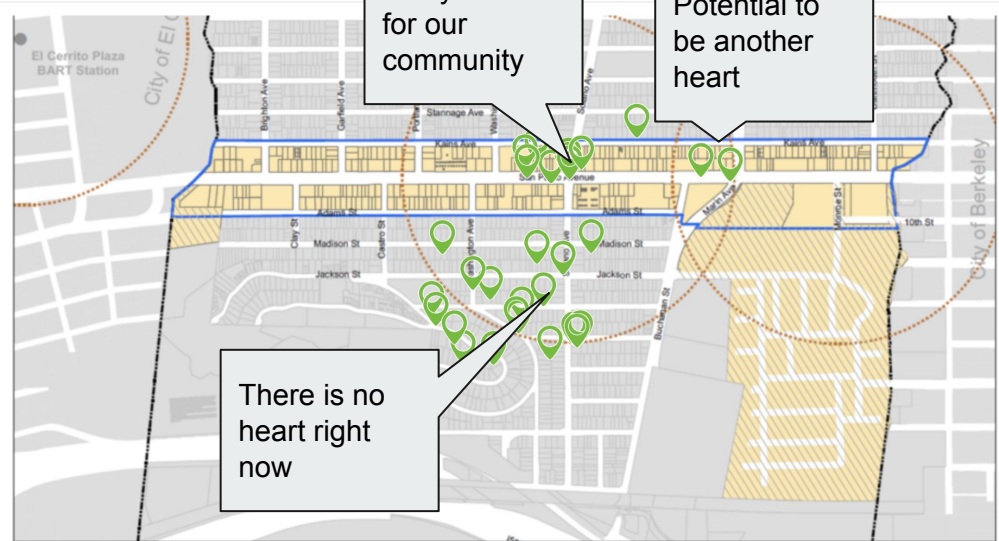 for our
community
Potential to
be another
heart
El Cerrito Plaza
BART Station
City of El C
Brighton Ave
Garfield Ave
Stannage Ave
Kains Ave
Kains Ave
Avenue
Adams St
Adams St
Marin Ave
Monroe St
10th St
City of Berkeley
Clay St
Castro St
Madison St
Madison St
Jackson St
Jackson St
Buchanan St
There is no
heart right
now